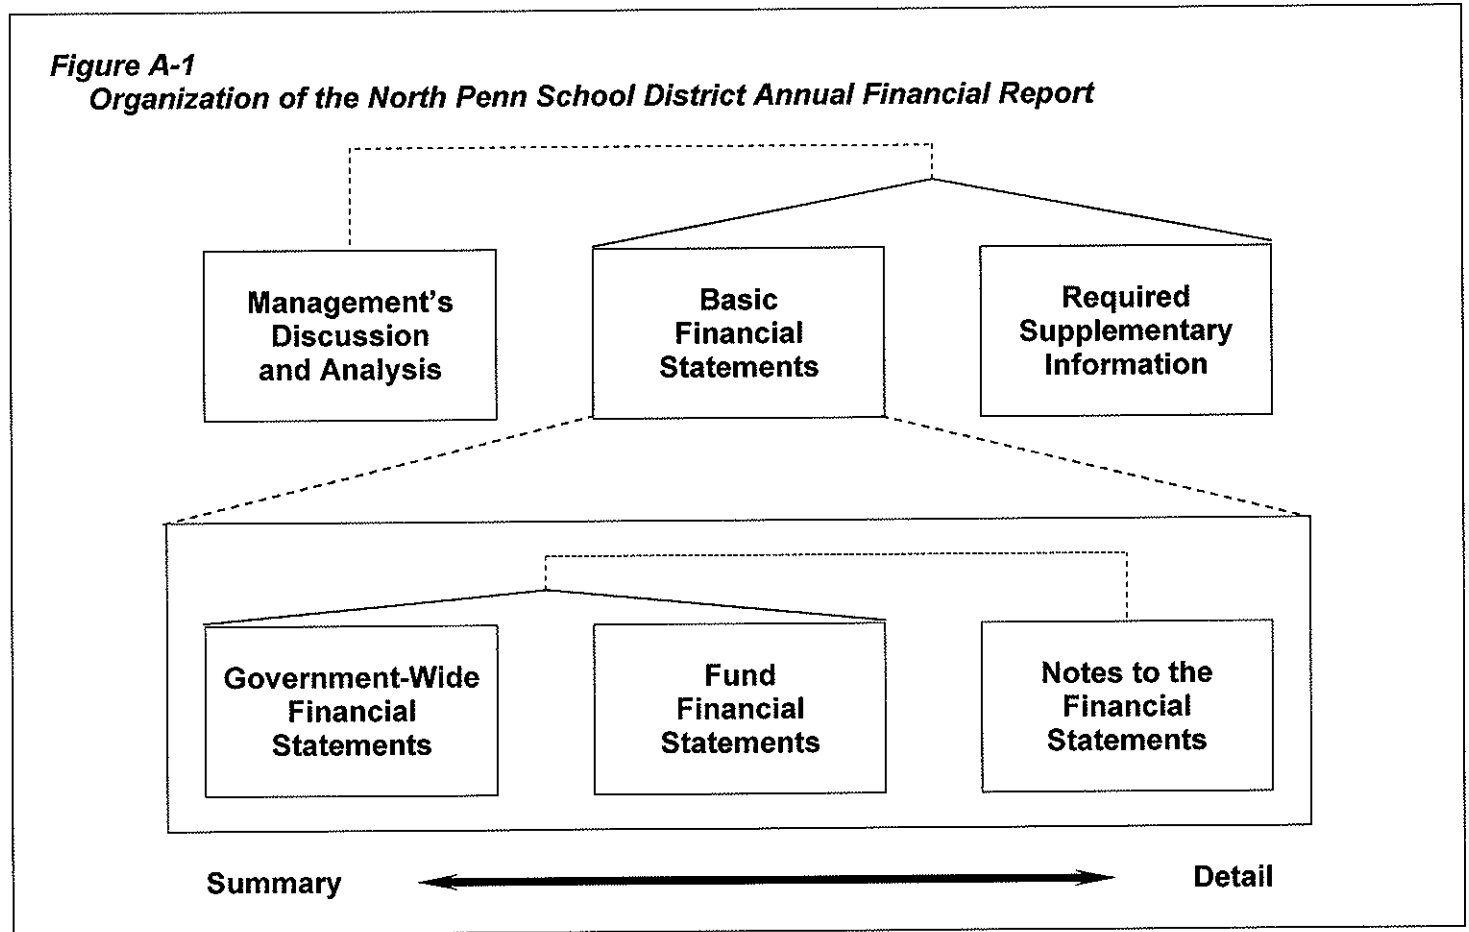 Figure A-1
Organization of the North Penn School District Annual Financial Report
Management's
Discussion
and Analysis
Basic
Financial
Statements
Required
Supplementary
Information
Government-Wide
Financial
Statements
Fund
Financial
Statements
Notes to the
Financial
Statements
Summary
Detail